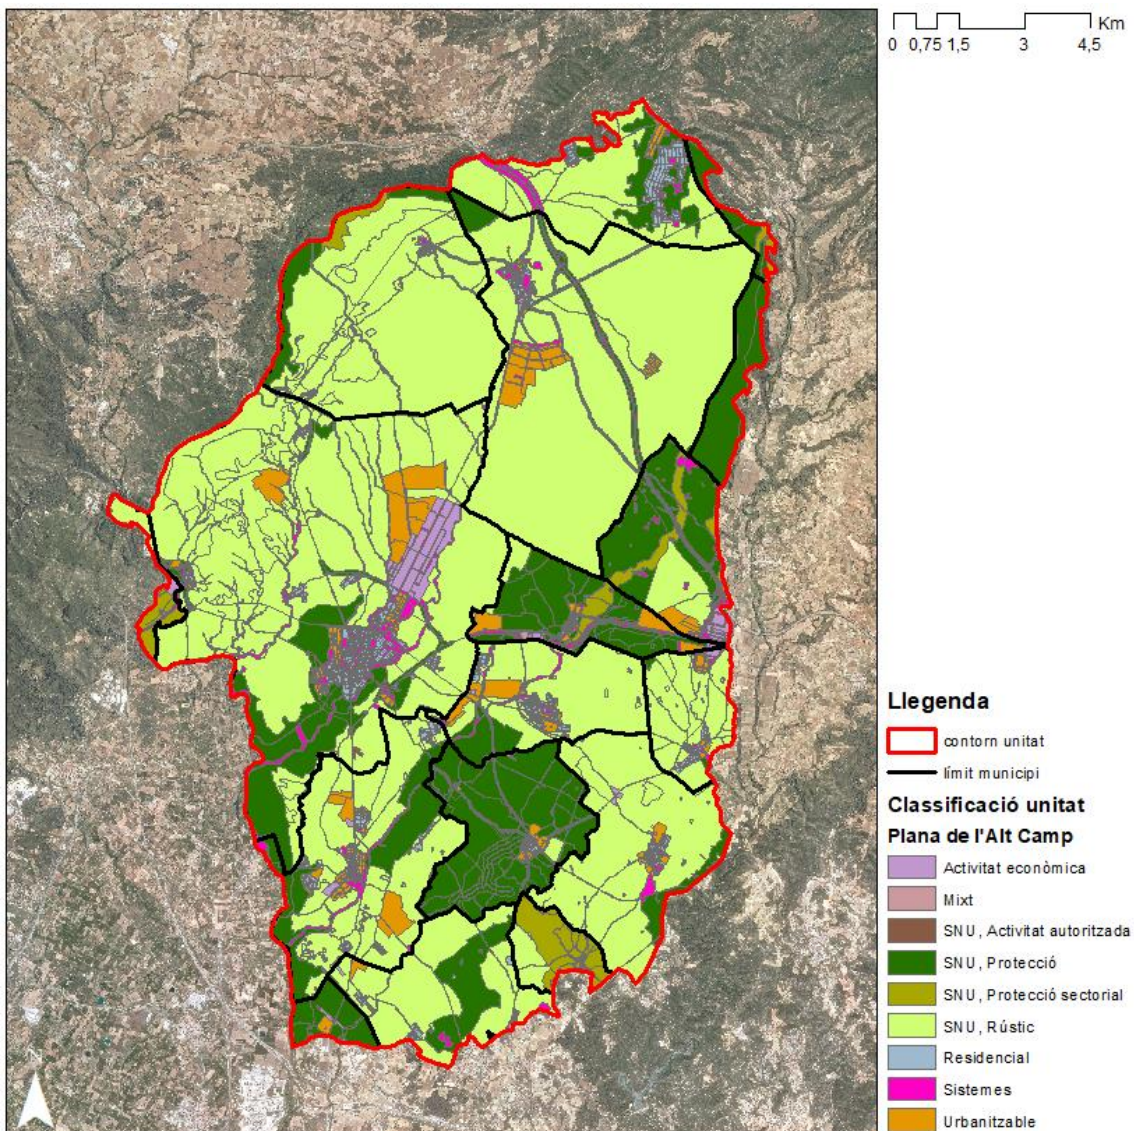 Km
0 0,75 1,5 3 4,5
Llegenda
contorn unitat
límit municipi
Classificació unitat
Plana de l'Alt Camp
Activitat econòmica
Mixt
SNU, Activitat autoritzada
SNU, Protecció
SNU, Protecció sectorial
SNU, Rústic
Residencial
Sistemes
Urbanitzable